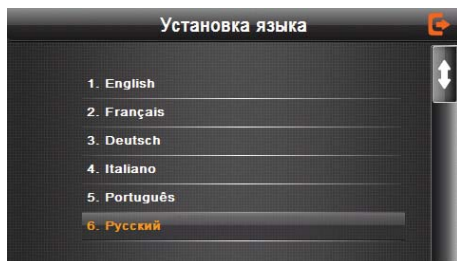 Установка языка
1. English
2. Français
3. Deutsch
4. Italiano
5. Português
6. Русский